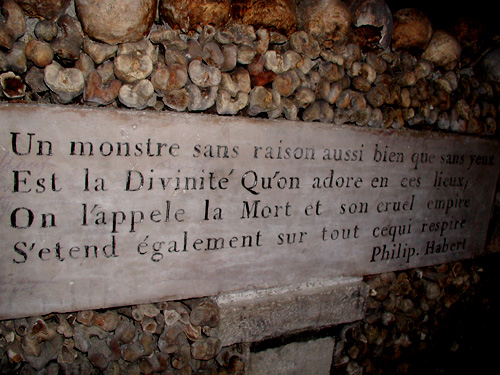 Un monstre sans raison aussi bien que sans yeux
Est la Divinité Qu'on adore en ces lieux,
On l'appele la Mort et son cruel empire
S'etend également sur tout cequi respire
Philip. Habert